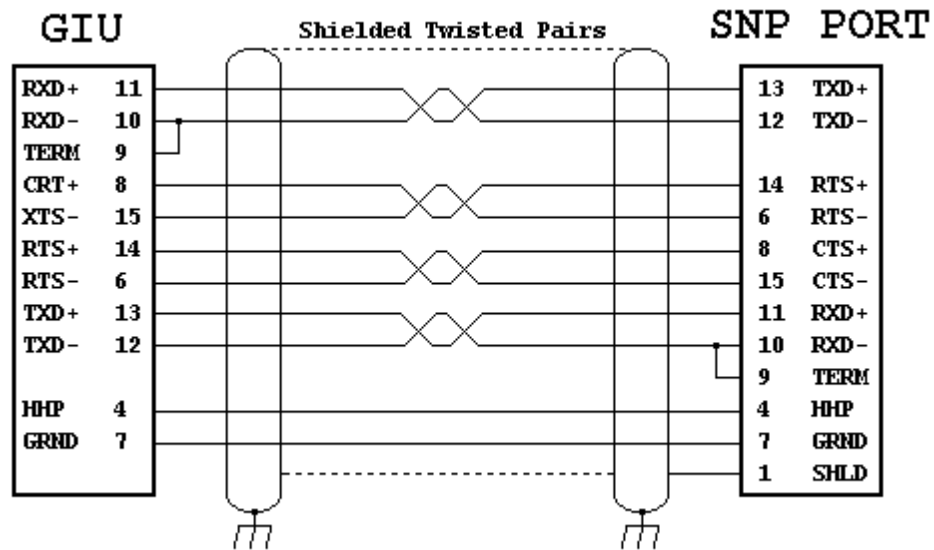 GIU Shielded Twisted Pairs SNP PORT
RXD+ 11 13 TXD+
RXD- 10 12 TXD-
TERM 9
CRT+ 8 14 RTS+
XTS- 15 6 RTS-
RTS+ 14 8 CTS+
RTS- 6 15 CTS-
TXD+ 13 11 RXD+
TXD- 12 10 RXD-
9 TERM
HHP 4 4 HHP
GRND 7 7 GRND
1 SHLD